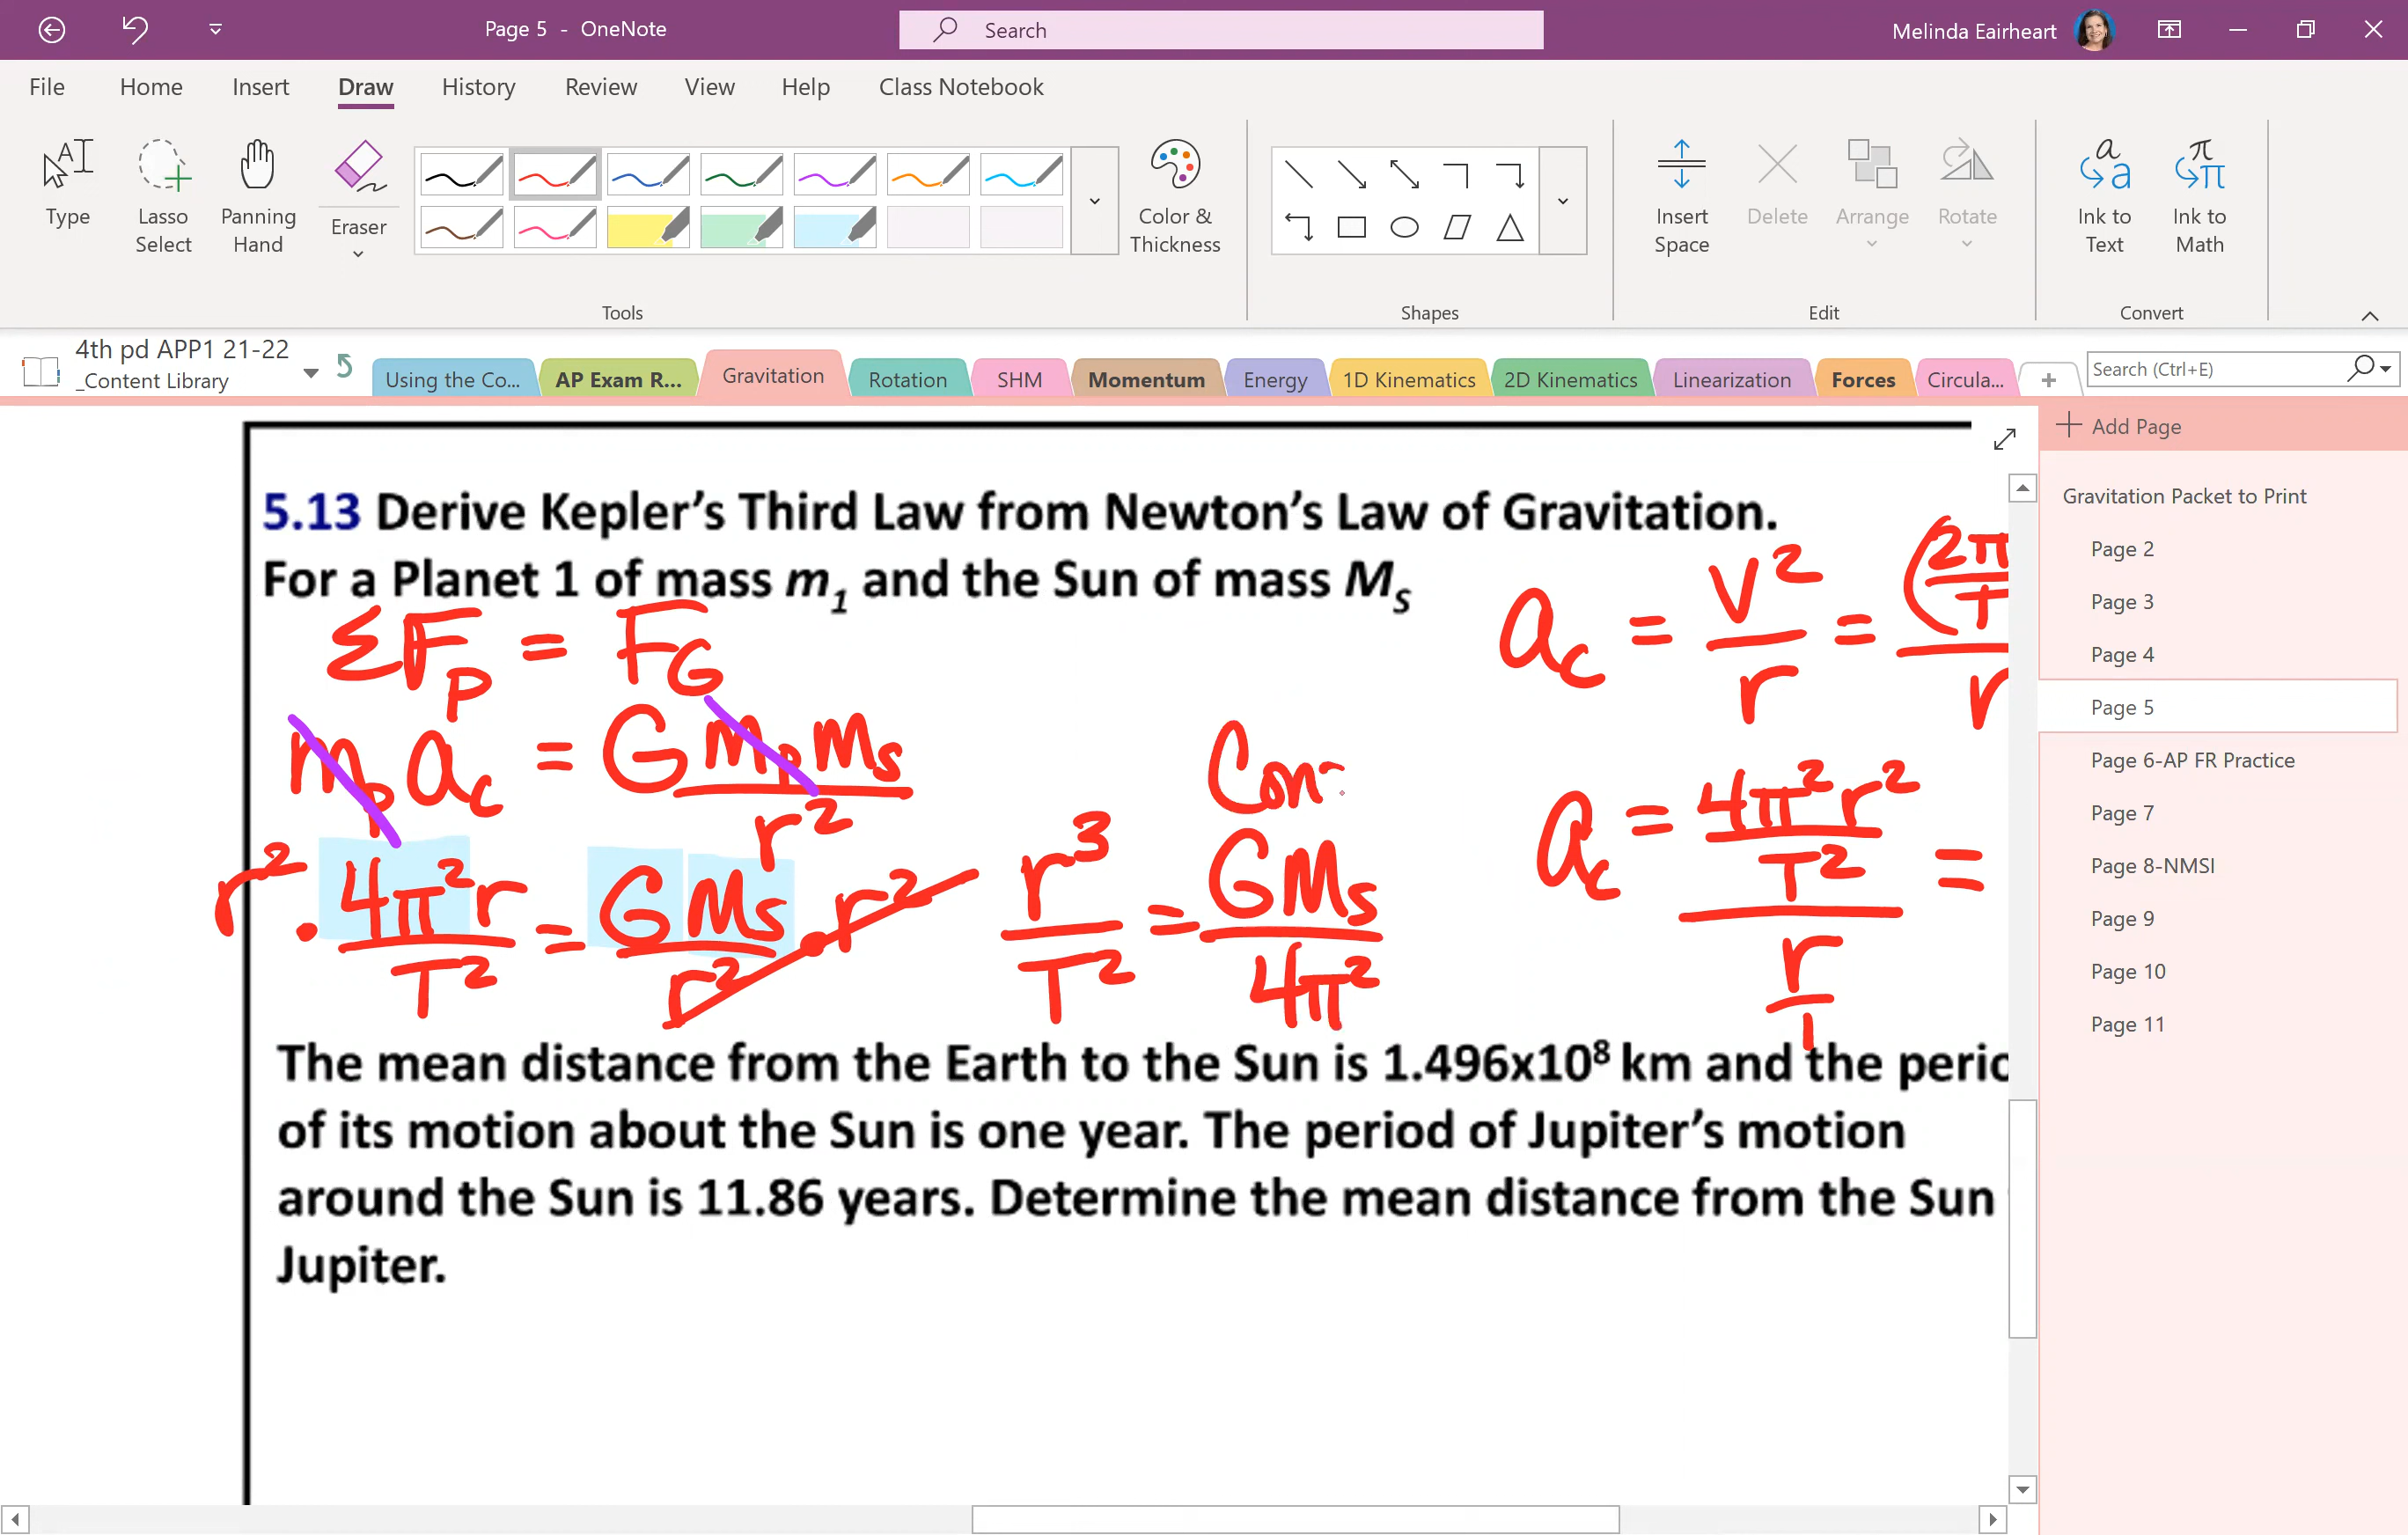 Page 5 - OneNote
Search
Melinda Eairheart
File Home Insert Draw History Review View Help Class Notebook
Type
Lasso Select
Panning Hand
Eraser
Color & Thickness
Insert Space
Delete
Arrange
Rotate
Ink to Text
Ink to Math
Tools
Shapes
Edit
Convert
4th pd APP1 21-22
_Content Library
Using the Co... AP Exam R... Gravitation Rotation SHM Momentum Energy 1D Kinematics 2D Kinematics Linearization Forces Circula... +
Search (Ctrl+E)
Add Page
Gravitation Packet to Print
Page 2
Page 3
Page 4
Page 5
Page 6-AP FR Practice
Page 7
Page 8-NMSI
Page 9
Page 10
Page 11
5.13 Derive Kepler’s Third Law from Newton’s Law of Gravitation.
For a Planet 1 of mass m₁ and the Sun of mass Mₛ
ΣFp = FG
mp ac = G mp Ms / r²
r² · 4π² r / T² = G Ms / r² · r²
r³ / T² = GMs / 4π²
Con
ac = v² / r = (2π / T / r
ac = 4π² r² / T² / r / 1 =
The mean distance from the Earth to the Sun is 1.496x10⁸ km and the peric
of its motion about the Sun is one year. The period of Jupiter’s motion
around the Sun is 11.86 years. Determine the mean distance from the Sun
Jupiter.